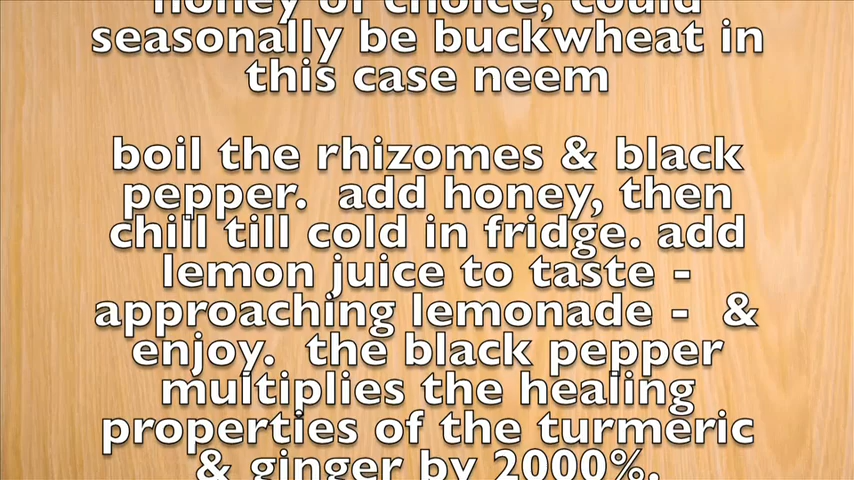 honey of choice, could
seasonally be buckwheat in
this case neem
boil the rhizomes & black
pepper.  add honey, then
chill till cold in fridge. add
lemon juice to taste -
approaching lemonade -  &
enjoy.  the black pepper
multiplies the healing
properties of the turmeric
& ginger by 2000%.